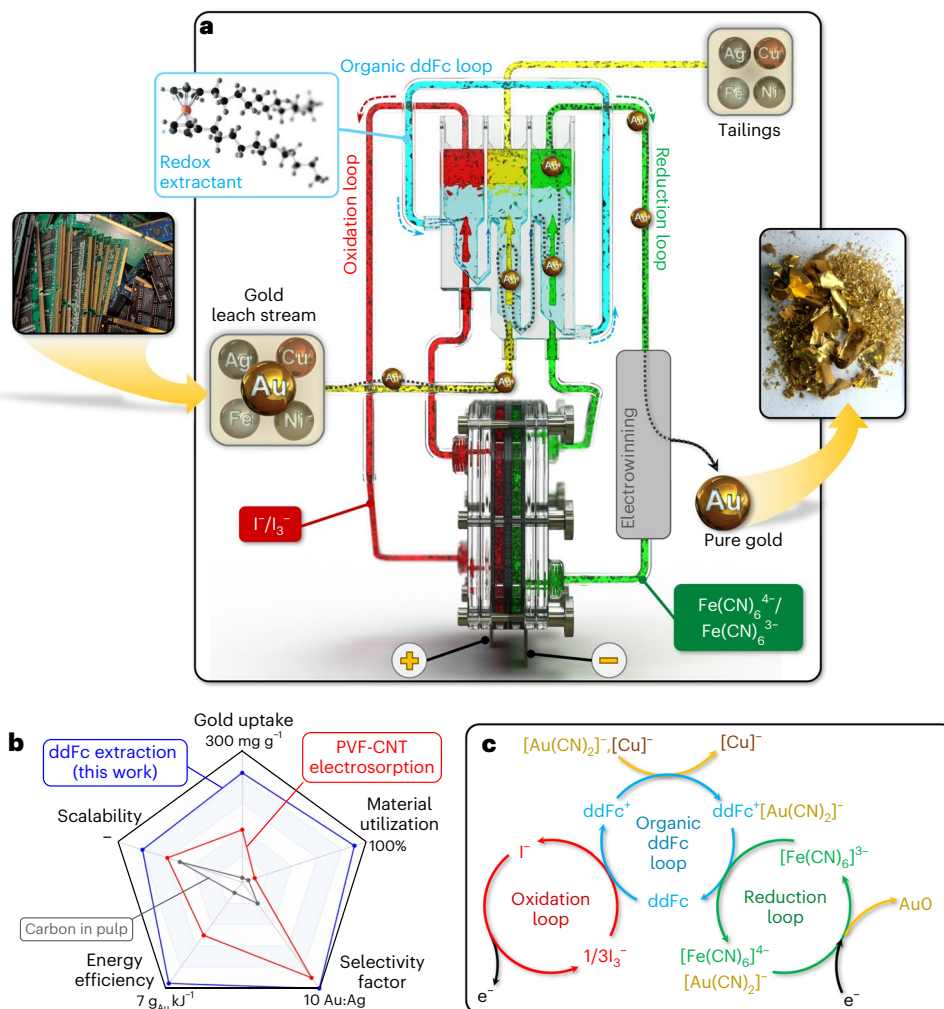 a
Organic ddFc loop
Redox
extractant
Oxidation loop
Reduction loop
Ag Cu
Fe Ni
Tailings
Au
Au
Au
Au
Au
Gold
leach stream
Ag Cu
Au
Fe Ni
Au
Au
Electrowinning
Au
Pure gold
I⁻/I₃⁻
Fe(CN)₆⁴⁻/
Fe(CN)₆³⁻
+
−
b
Gold uptake
300 mg g⁻¹
ddFc extraction
(this work)
PVF-CNT
electrosorption
Scalability
–
Material
utilization
100%
Carbon in pulp
Energy
efficiency
7 g_Au kJ⁻¹
Selectivity
factor
10 Au:Ag
c
[Au(CN)₂]⁻,[Cu]⁻
[Cu]⁻
ddFc⁺
ddFc⁺[Au(CN)₂]⁻
Organic
ddFc
loop
I⁻
[Fe(CN)₆]³⁻
Oxidation
loop
ddFc
Reduction
loop
Au0
1/3I₃⁻
[Fe(CN)₆]⁴⁻
[Au(CN)₂]⁻
e⁻
e⁻